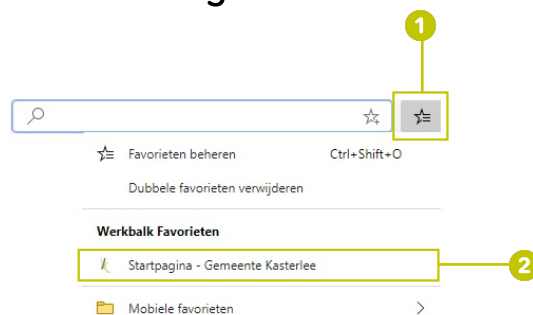 1
Favorieten beheren Ctrl+Shift+O
Dubbele favorieten verwijderen
Werkbalk Favorieten
Startpagina - Gemeente Kasterlee
2
Mobiele favorieten